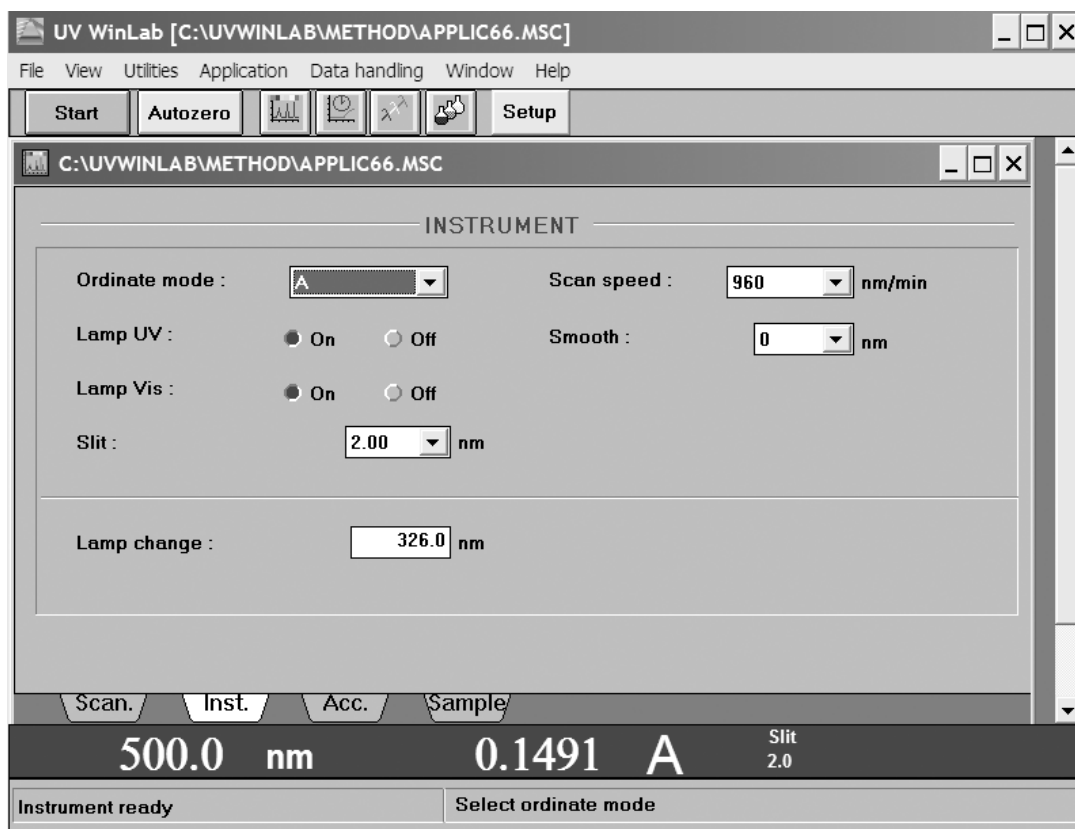 UV WinLab [C:\UVWINLAB\METHOD\APPLIC66.MSC]
File View Utilities Application Data handling Window Help
Start Autozero λλλ Setup
C:\UVWINLAB\METHOD\APPLIC66.MSC
INSTRUMENT
Ordinate mode : A Scan speed : 960 nm/min
Lamp UV : On Off Smooth : 0 nm
Lamp Vis : On Off
Slit : 2.00 nm
Lamp change : 326.0 nm
Scan. Inst. Acc. Sample
500.0 nm 0.1491 A Slit
2.0
Instrument ready Select ordinate mode